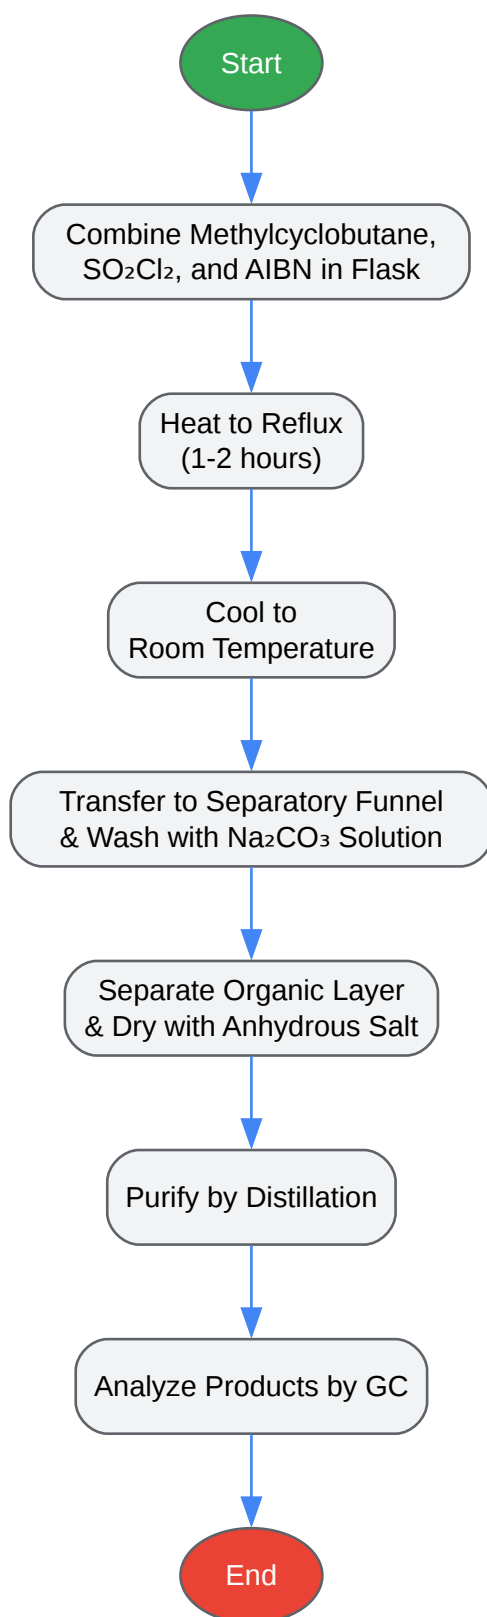 Start
Combine Methylcyclobutane,
SO₂Cl₂, and AIBN in Flask
Heat to Reflux
(1-2 hours)
Cool to
Room Temperature
Transfer to Separatory Funnel
& Wash with Na₂CO₃ Solution
Separate Organic Layer
& Dry with Anhydrous Salt
Purify by Distillation
Analyze Products by GC
End